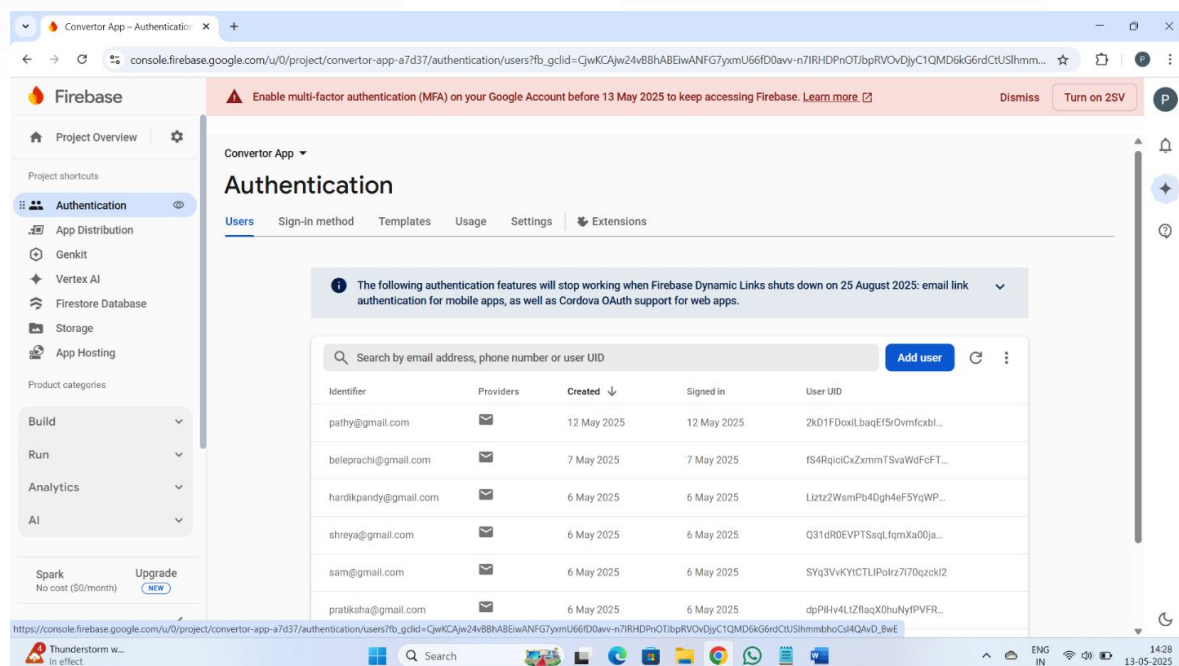 Convertor App – Authentication
console.firebase.google.com/u/0/project/convertor-app-a7d37/authentication/users?fb_gclid=CjwKCAjw24vBBhABEiwANFG7yxmU66fD0avv-n7IRHDPnOTJbpRVOvDjyC1QMD6kG6rdCtUSlhmm...
P
Firebase
Enable multi-factor authentication (MFA) on your Google Account before 13 May 2025 to keep accessing Firebase. Learn more
Dismiss
Turn on 2SV
P
Project Overview
Project shortcuts
Authentication
App Distribution
Genkit
Vertex AI
Firestore Database
Storage
App Hosting
Product categories
Build
Run
Analytics
AI
Spark
No cost ($0/month)
Upgrade
NEW
Convertor App
Authentication
Users Sign-in method Templates Usage Settings Extensions
The following authentication features will stop working when Firebase Dynamic Links shuts down on 25 August 2025: email link
authentication for mobile apps, as well as Cordova OAuth support for web apps.
Search by email address, phone number or user UID
Add user
Identifier Providers Created Signed in User UID
pathy@gmail.com 12 May 2025 12 May 2025 2kD1FDoxiLbaqEf5rOvmfcxbl...
beleprachi@gmail.com 7 May 2025 7 May 2025 fS4RqiciCxZxmmTSvaWdFcFT...
hardikpandy@gmail.com 6 May 2025 6 May 2025 Liztz2WsmPb4Dgh4eF5YqWP...
shreya@gmail.com 6 May 2025 6 May 2025 Q31dR0EVPTSsqLfqmXa00ja...
sam@gmail.com 6 May 2025 6 May 2025 SYq3VvKYtCTLIPolrz7I70qzckI2
pratiksha@gmail.com 6 May 2025 6 May 2025 dpPiHv4LtZflaqX0huNyfPVFR...
https://console.firebase.google.com/u/0/project/convertor-app-a7d37/authentication/users?fb_gclid=CjwKCAjw24vBBhABEiwANFG7yxmU66fD0avv-n7IRHDPnOTJbpRVOvDjyC1QMD6kG6rdCtUSlhmmbhoCsI4QAvD_BwE
4
Thunderstorm w...
In effect
Search
ENG
IN
14:28
13-05-2025